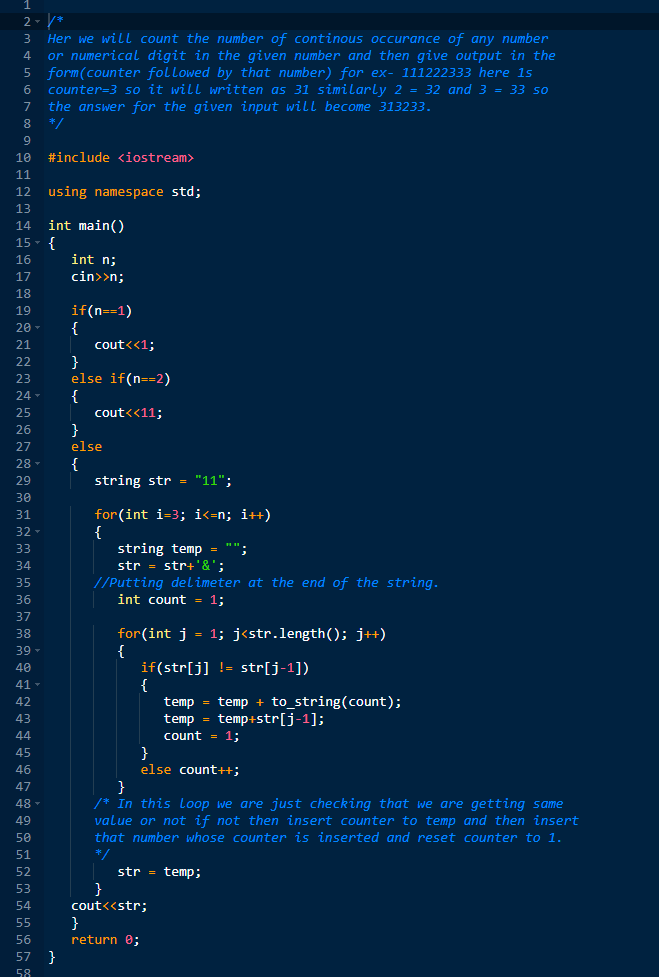 1
2 /*
3 Her we will count the number of continous occurance of any number
4 or numerical digit in the given number and then give output in the
5 form(counter followed by that number) for ex- 111222333 here 1s
6 counter=3 so it will written as 31 similarly 2 = 32 and 3 = 33 so
7 the answer for the given input will become 313233.
8 */
9
10 #include <iostream>
11
12 using namespace std;
13
14 int main()
15 {
16 int n;
17 cin>>n;
18
19 if(n==1)
20 {
21 cout<<1;
22 }
23 else if(n==2)
24 {
25 cout<<11;
26 }
27 else
28 {
29 string str = "11";
30
31 for(int i=3; i<=n; i++)
32 {
33 string temp = "";
34 str = str+'&';
35 //Putting delimeter at the end of the string.
36 int count = 1;
37
38 for(int j = 1; j<str.length(); j++)
39 {
40 if(str[j] != str[j-1])
41 {
42 temp = temp + to_string(count);
43 temp = temp+str[j-1];
44 count = 1;
45 }
46 else count++;
47 }
48 /* In this loop we are just checking that we are getting same
49 value or not if not then insert counter to temp and then insert
50 that number whose counter is inserted and reset counter to 1.
51 */
52 str = temp;
53 }
54 cout<<str;
55 }
56 return 0;
57 }
58